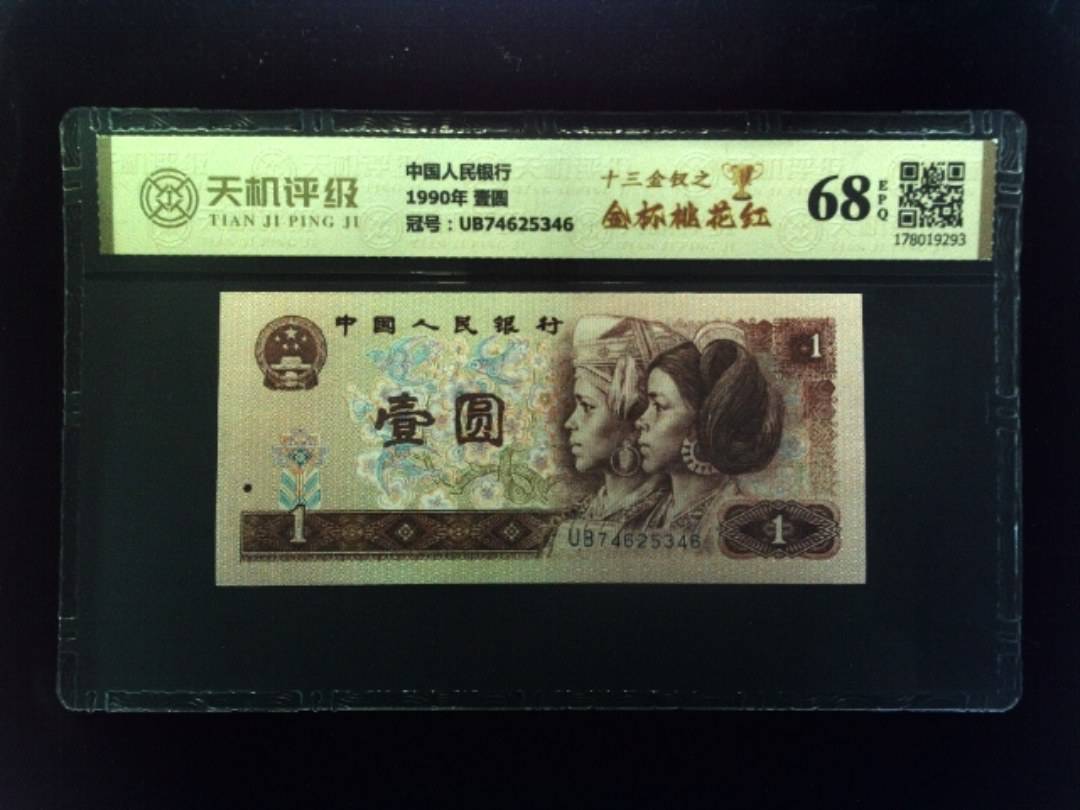 天机评级
TIAN JI PING JI
中国人民银行
1990年 壹圆
冠号：UB74625346
十三金钗之
金杯桃花红
68
EPQ
178019293
中國人民銀行
壹圆
1
1
UB74625346
1